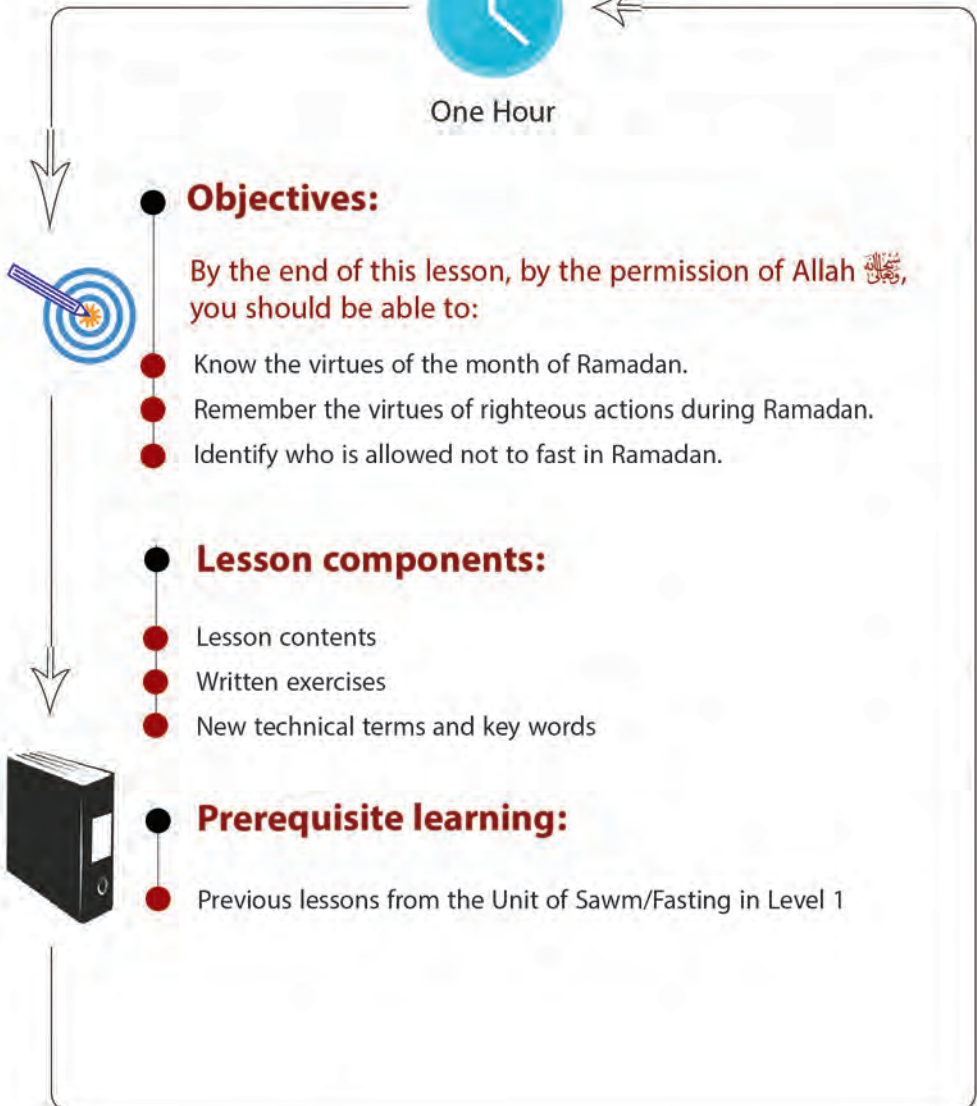 One Hour
Objectives:
By the end of this lesson, by the permission of Allah سبحانه وتعالى,
you should be able to:
Know the virtues of the month of Ramadan.
Remember the virtues of righteous actions during Ramadan.
Identify who is allowed not to fast in Ramadan.
Lesson components:
Lesson contents
Written exercises
New technical terms and key words
Prerequisite learning:
Previous lessons from the Unit of Sawm/Fasting in Level 1